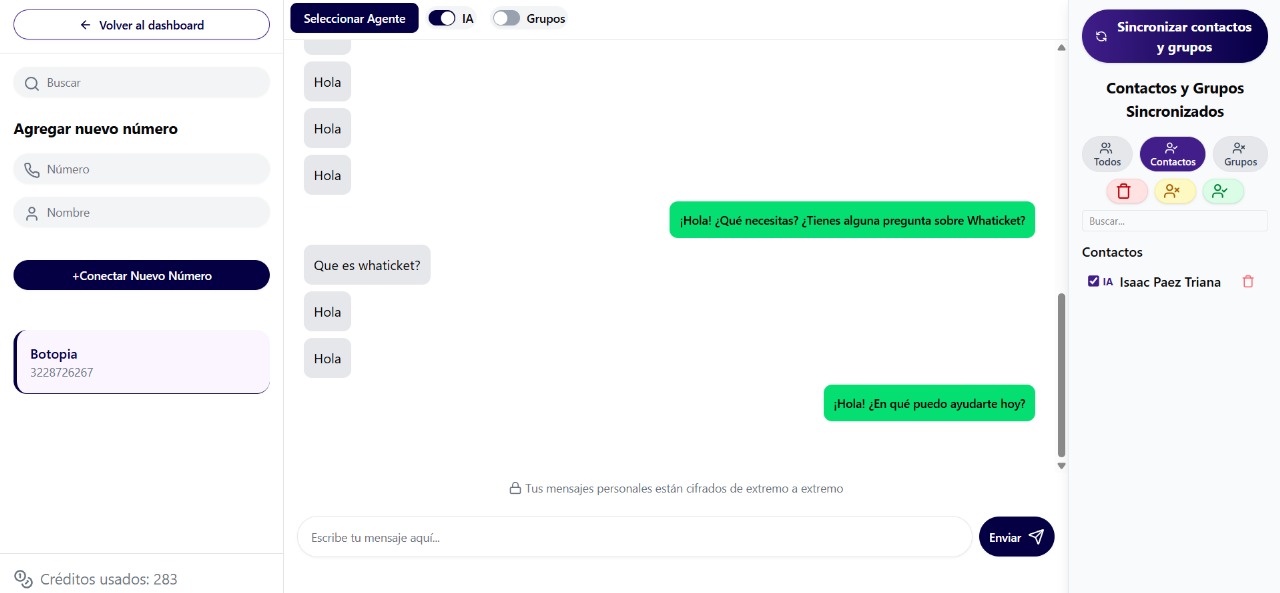 Volver al dashboard
Buscar
Agregar nuevo número
Número
Nombre
+Conectar Nuevo Número
Botopia
3228726267
Créditos usados: 283
Seleccionar Agente
IA
Grupos
Hola
Hola
Hola
¡Hola! ¿Qué necesitas? ¿Tienes alguna pregunta sobre Whaticket?
Que es whaticket?
Hola
Hola
¡Hola! ¿En qué puedo ayudarte hoy?
Tus mensajes personales están cifrados de extremo a extremo
Escribe tu mensaje aquí...
Enviar
Sincronizar contactos
y grupos
Contactos y Grupos
Sincronizados
Todos
Contactos
Grupos
Buscar...
Contactos
IA Isaac Paez Triana